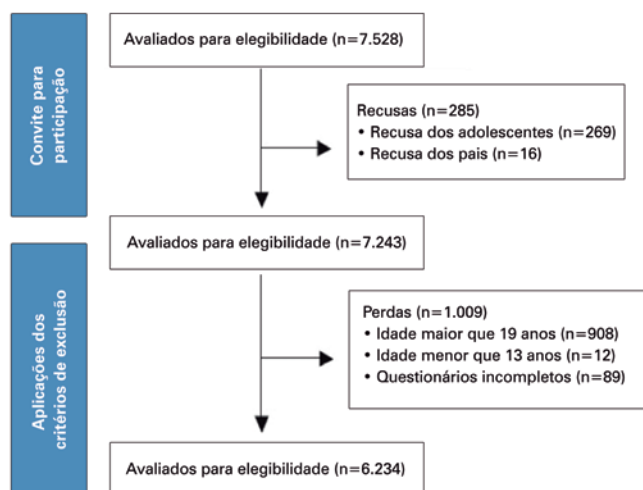 Convite para
participação
Avaliados para elegibilidade (n=7.528)
Recusas (n=285)
• Recusa dos adolescentes (n=269)
• Recusa dos pais (n=16)
Avaliados para elegibilidade (n=7.243)
Aplicações dos
critérios de exclusão
Perdas (n=1.009)
• Idade maior que 19 anos (n=908)
• Idade menor que 13 anos (n=12)
• Questionários incompletos (n=89)
Avaliados para elegibilidade (n=6.234)